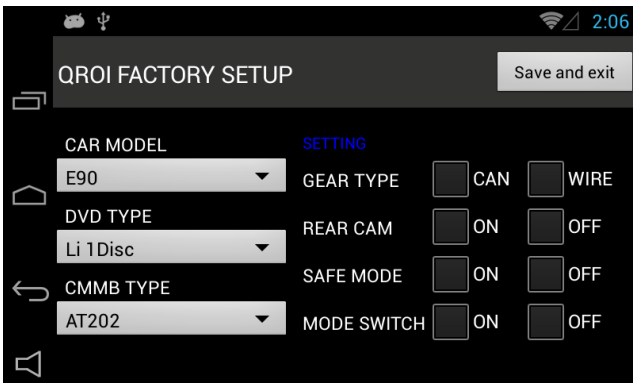 2:06
QROI FACTORY SETUP
Save and exit
CAR MODEL
E90
DVD TYPE
Li 1Disc
CMMB TYPE
AT202
SETTING
GEAR TYPE CAN WIRE
REAR CAM ON OFF
SAFE MODE ON OFF
MODE SWITCH ON OFF